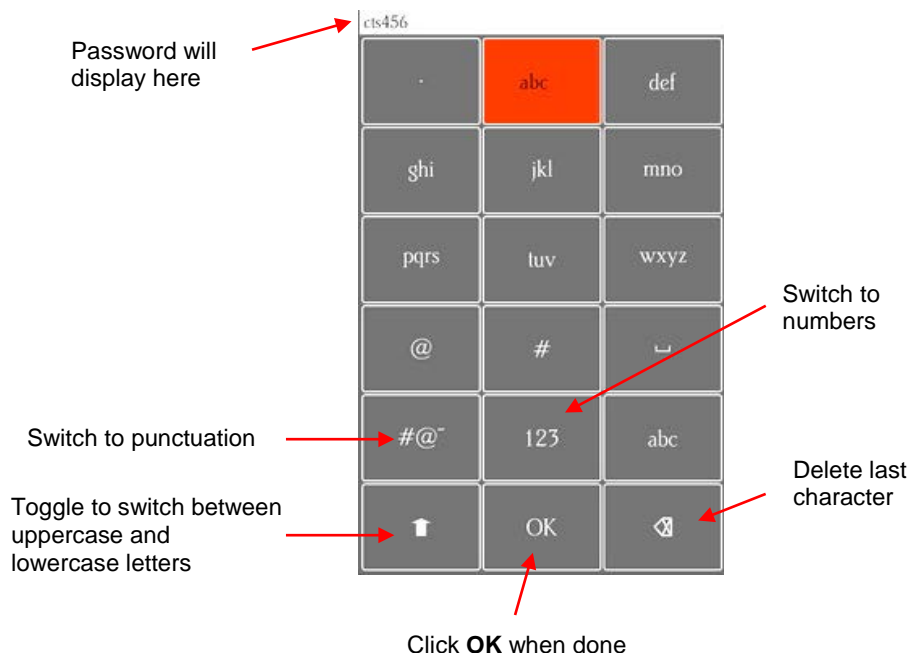 cts456
Password will
display here
. abc def
ghi jkl mno
pqrs tuv wxyz
Switch to
numbers
@ # ⎵
Switch to punctuation
#@~ 123 abc
Delete last
character
Toggle to switch between
uppercase and
lowercase letters
OK
Click OK when done